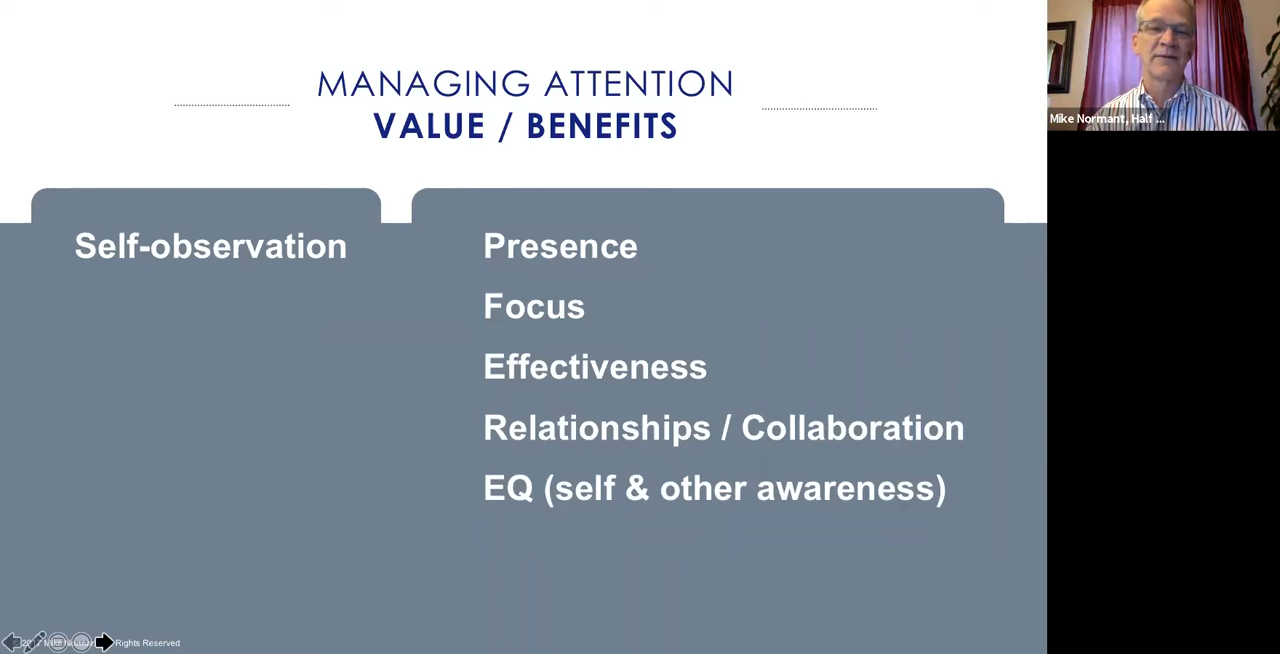 MANAGING ATTENTION
VALUE / BENEFITS
Mike Normant, Half ...
Self-observation
Presence
Focus
Effectiveness
Relationships / Collaboration
EQ (self & other awareness)
Rights Reserved